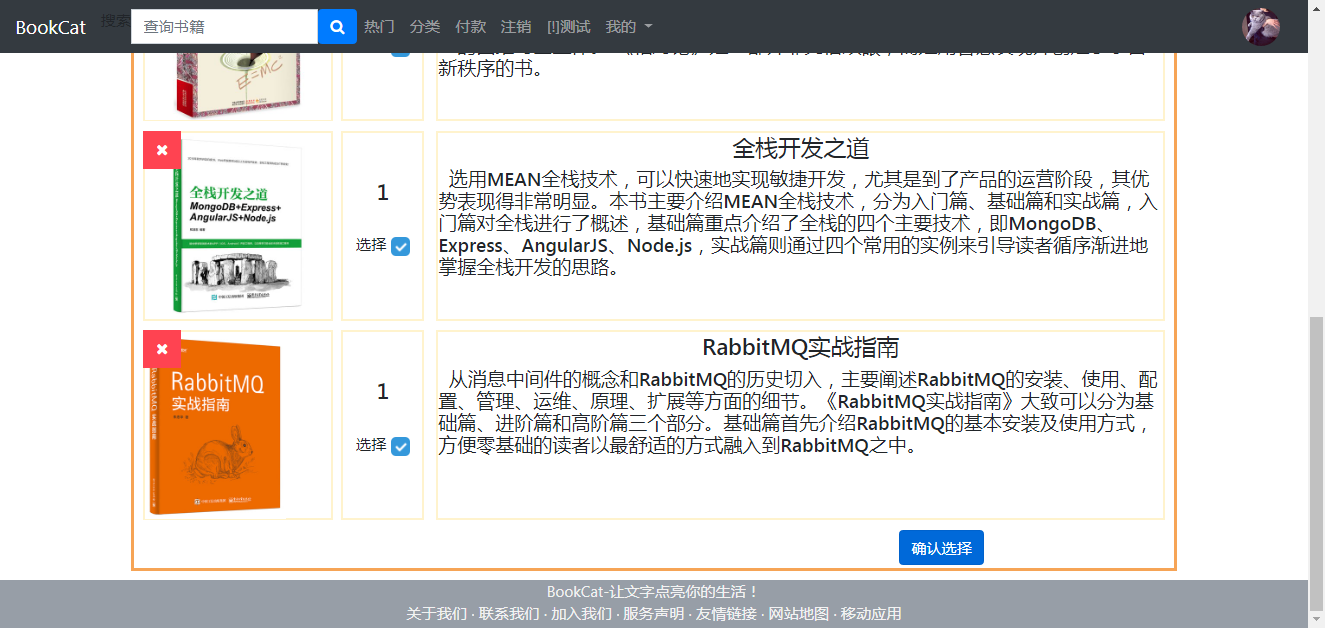 BookCat 搜索 查询书籍 热门 分类 付款 注销 [!]测试 我的
新秩序的书。
E=MC²
全栈开发之道
MongoDB+Express+
AngularJS+Node.js
1
选择
全栈开发之道
选用MEAN全栈技术，可以快速地实现敏捷开发，尤其是到了产品的运营阶段，其优
势表现得非常明显。本书主要介绍MEAN全栈技术，分为入门篇、基础篇和实战篇，入
门篇对全栈进行了概述，基础篇重点介绍了全栈的四个主要技术，即MongoDB、
Express、AngularJS、Node.js，实战篇则通过四个常用的实例来引导读者循序渐进地
掌握全栈开发的思路。
RabbitMQ
实战指南
RabbitMQ 实战指南
1
选择
RabbitMQ实战指南
从消息中间件的概念和RabbitMQ的历史切入，主要阐述RabbitMQ的安装、使用、配
置、管理、运维、原理、扩展等方面的细节。《RabbitMQ实战指南》大致可以分为基
础篇、进阶篇和高阶篇三个部分。基础篇首先介绍RabbitMQ的基本安装及使用方式，
方便零基础的读者以最舒适的方式融入到RabbitMQ之中。
确认选择
BookCat-让文字点亮你的生活！
关于我们 · 联系我们 · 加入我们 · 服务声明 · 友情链接 · 网站地图 · 移动应用